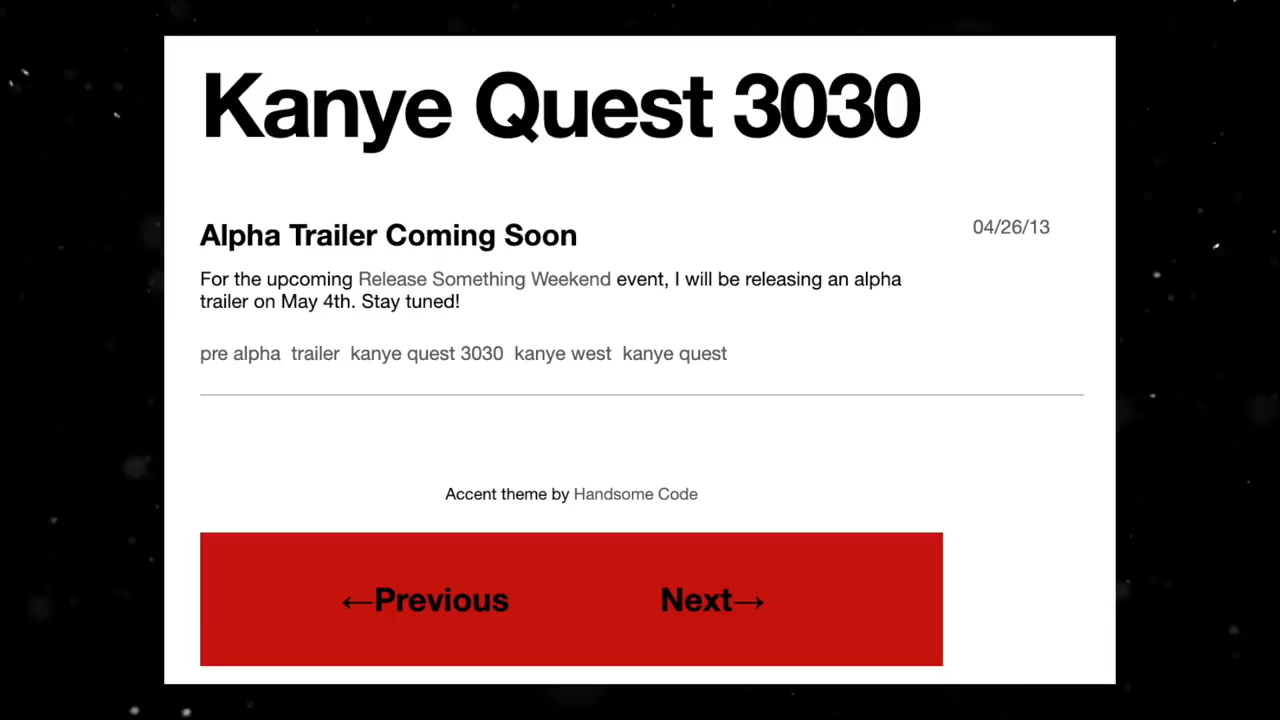 Kanye Quest 3030
Alpha Trailer Coming Soon
04/26/13
For the upcoming Release Something Weekend event, I will be releasing an alpha
trailer on May 4th. Stay tuned!
pre alpha trailer kanye quest 3030 kanye west kanye quest
Accent theme by Handsome Code
←Previous
Next→